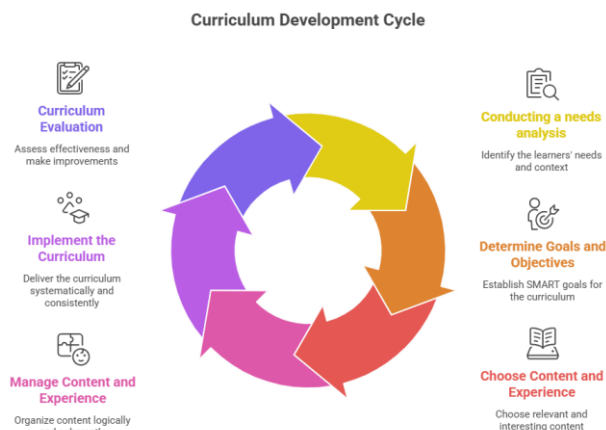 Curriculum Development Cycle
Curriculum
Evaluation
Assess effectiveness and
make improvements
Conducting a needs
analysis
Identify the learners' needs
and context
Implement the
Curriculum
Deliver the curriculum
systematically and
consistently
Determine Goals and
Objectives
Establish SMART goals for
the curriculum
Manage Content and
Experience
Organize content logically
Choose Content and
Experience
Choose relevant and
interesting content